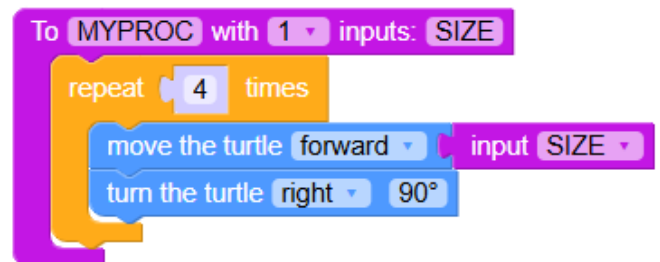 To MYPROC with 1 inputs: SIZE
repeat 4 times
move the turtle forward input SIZE
turn the turtle right 90°